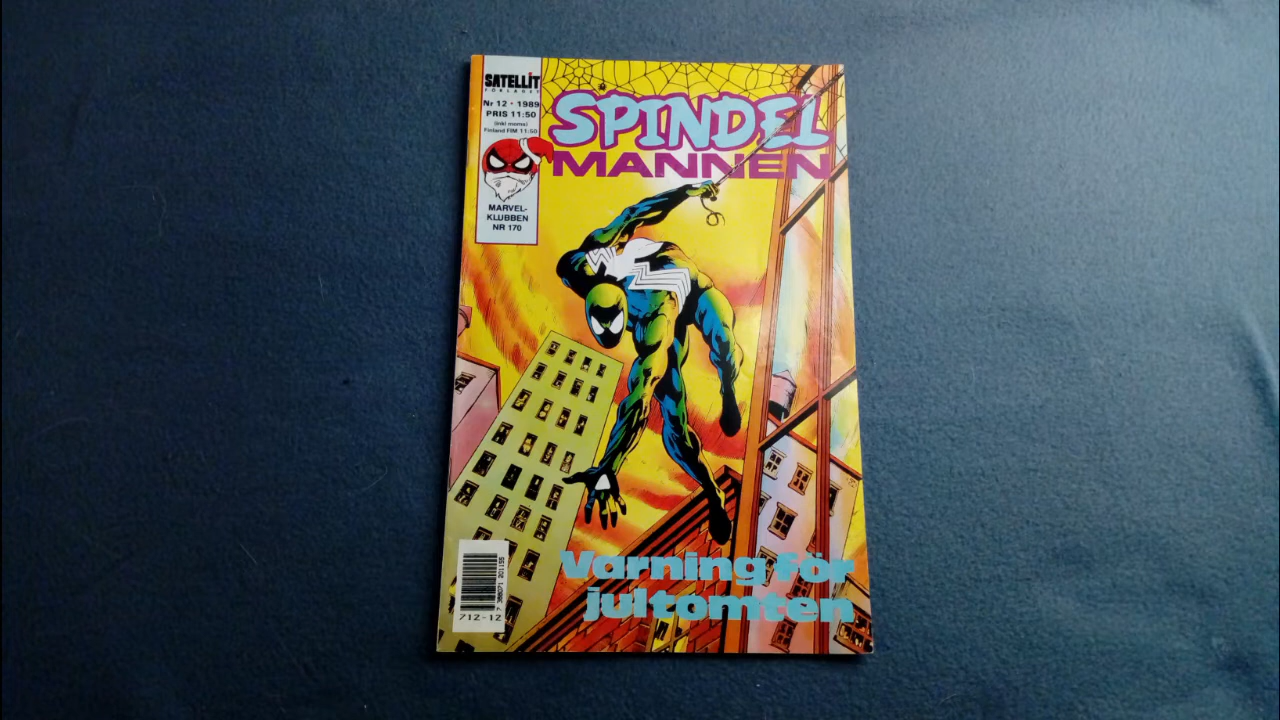 SATELLIT
FÖRLAGET
Nr 12 · 1989
PRIS 11:50
(inkl moms)
Finland FIM 11:50
MARVEL-
KLUBBEN
NR 170
SPINDEL
MANNEN
Varning för
jultomten
712-12